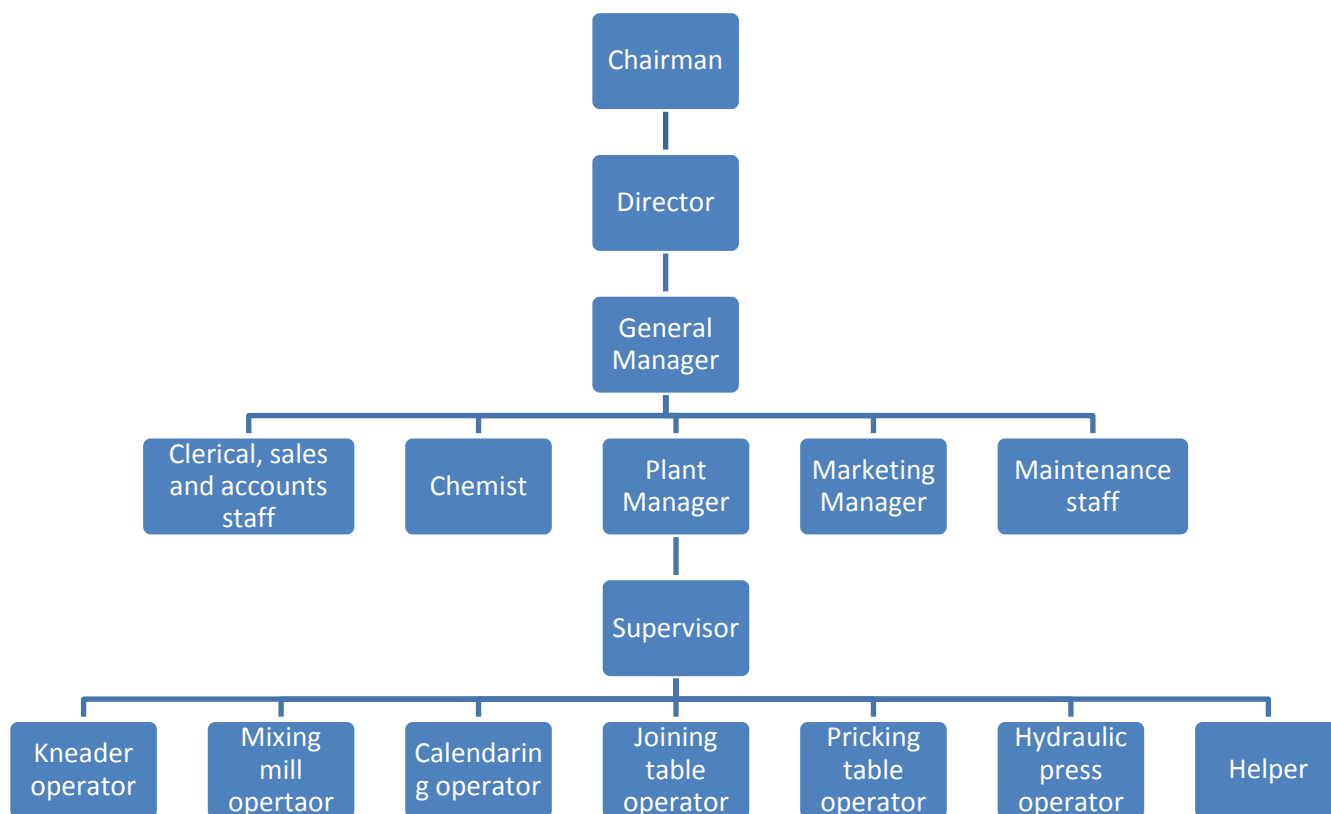 Chairman
Director
General
Manager
Clerical, sales
and accounts
staff
Chemist
Plant
Manager
Marketing
Manager
Maintenance
staff
Supervisor
Kneader
operator
Mixing
mill
opertaor
Calendarin
g operator
Joining
table
operator
Pricking
table
operator
Hydraulic
press
operator
Helper